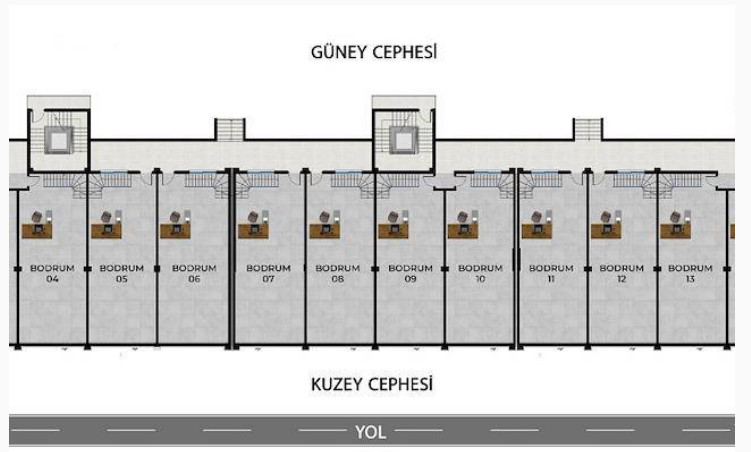 GÜNEY CEPHESİ
BODRUM
04
BODRUM
05
BODRUM
06
BODRUM
07
BODRUM
08
BODRUM
09
BODRUM
10
BODRUM
11
BODRUM
12
BODRUM
13
KUZEY CEPHESİ
YOL